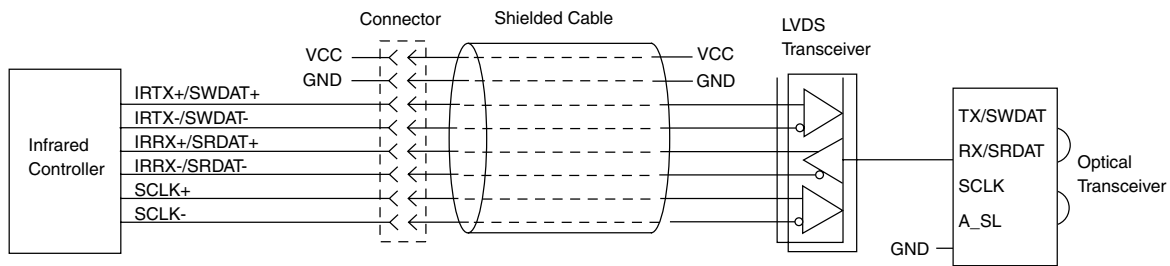 Connector
Shielded Cable
LVDS
Transceiver
VCC
VCC
GND
GND
IRTX+/SWDAT+
IRTX-/SWDAT-
IRRX+/SRDAT+
IRRX-/SRDAT-
SCLK+
SCLK-
Infrared
Controller
TX/SWDAT
RX/SRDAT
SCLK
A_SL
GND
Optical
Transceiver